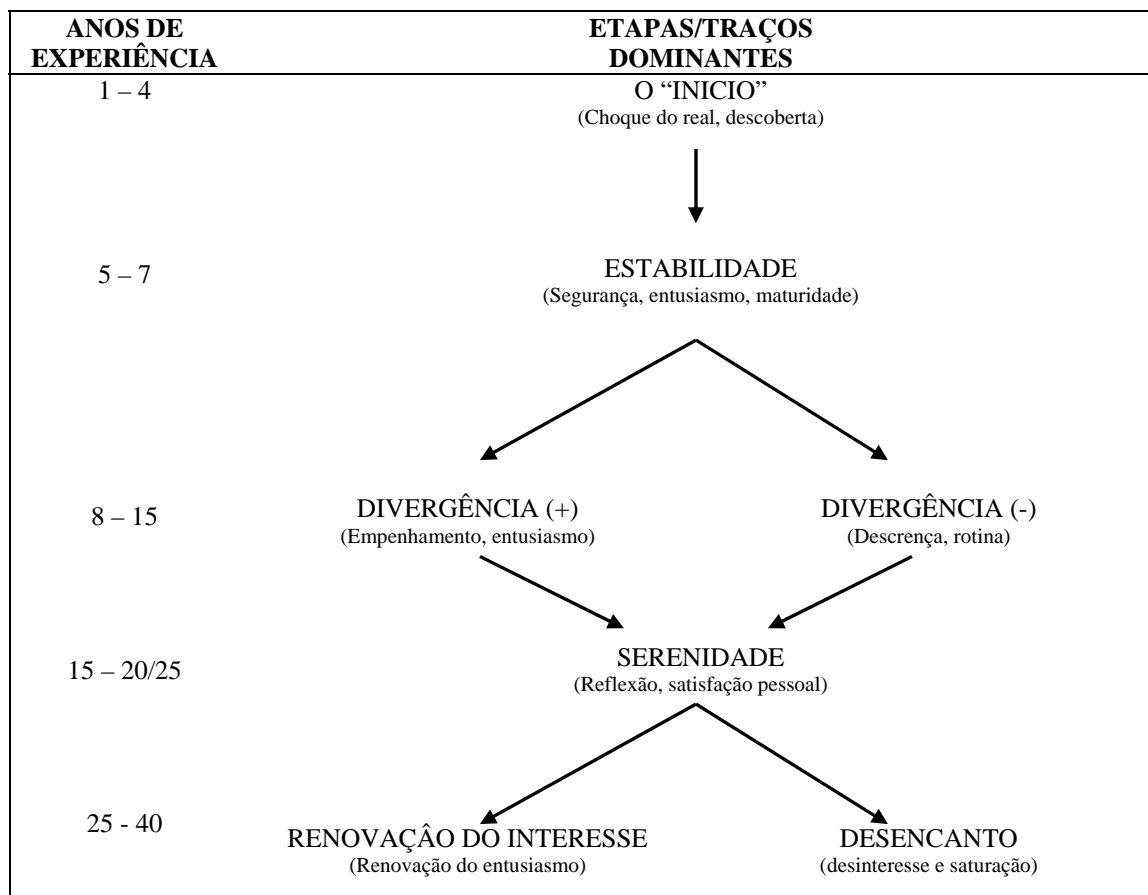 ANOS DE
EXPERIÊNCIA
ETAPAS/TRAÇOS
DOMINANTES
1 – 4
O “INICIO”
(Choque do real, descoberta)
5 – 7
ESTABILIDADE
(Segurança, entusiasmo, maturidade)
8 – 15
DIVERGÊNCIA (+)
(Empenhamento, entusiasmo)
DIVERGÊNCIA (-)
(Descrença, rotina)
15 – 20/25
SERENIDADE
(Reflexão, satisfação pessoal)
25 - 40
RENOVAÇÂO DO INTERESSE
(Renovação do entusiasmo)
DESENCANTO
(desinteresse e saturação)